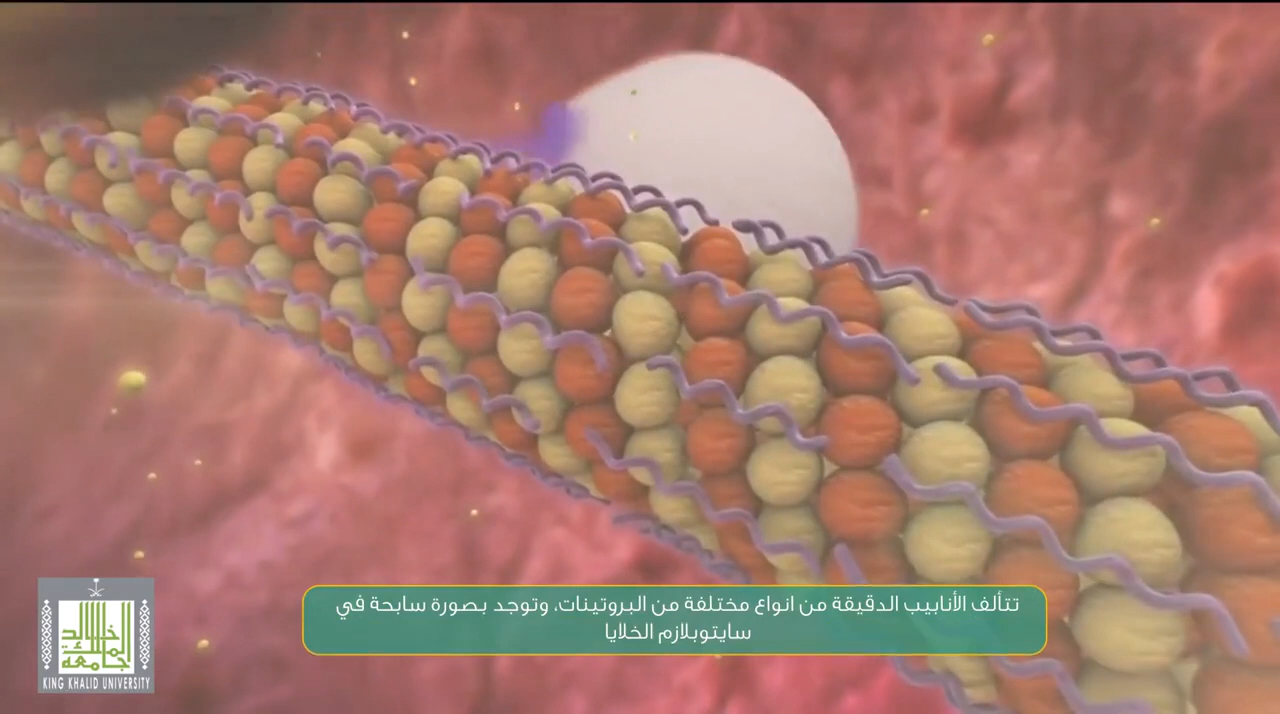 تتألف الأنابيب الدقيقة من انواع مختلفة من البروتينات، وتوجد بصورة سابحة في
سايتوبلازم الخلايا
جامعة الملك خالد
KING KHALID UNIVERSITY